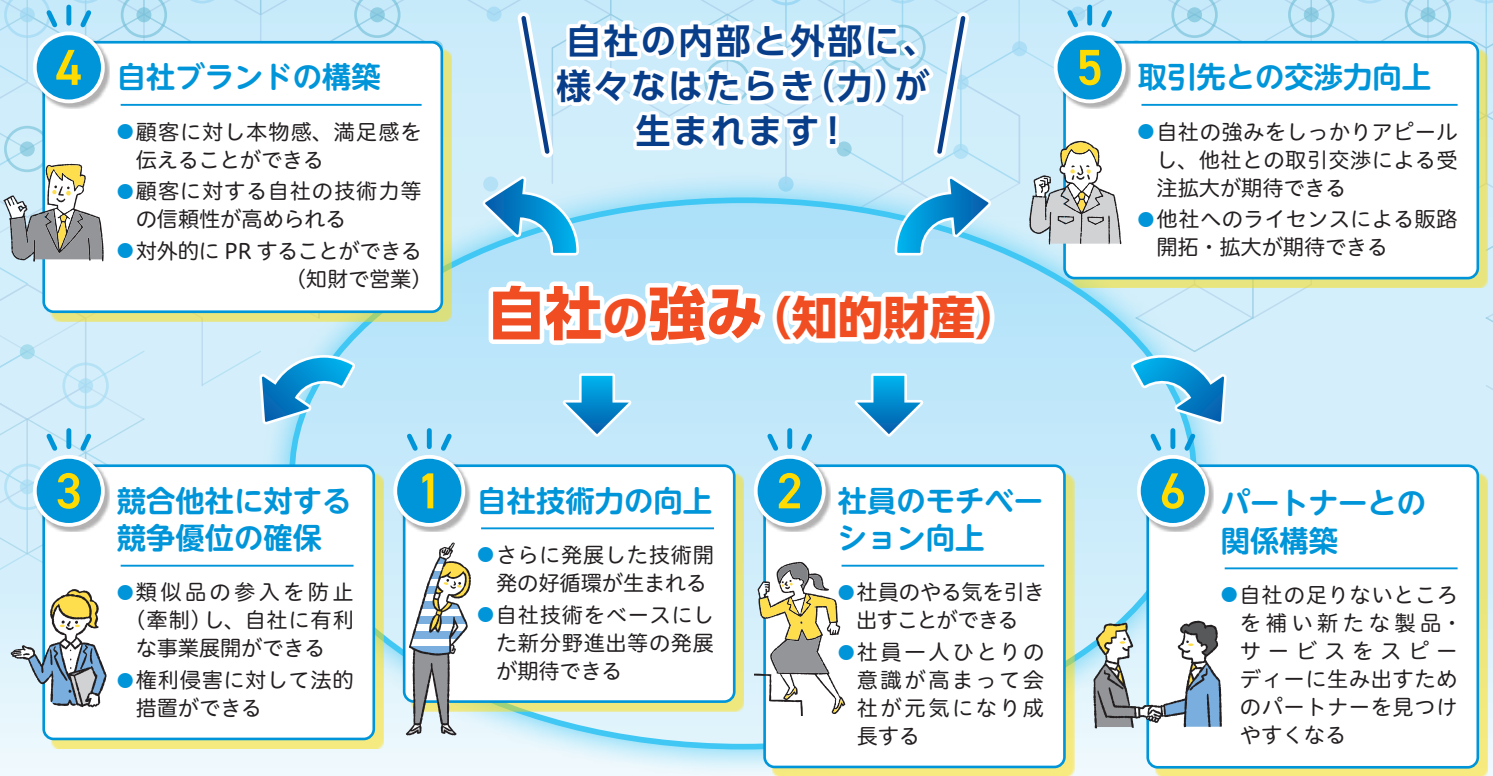 自社の内部と外部に、
様々なはたらき(力)が
生まれます!
自社の強み(知的財産)
1
自社技術力の向上
●さらに発展した技術開
発の好循環が生まれる
●自社技術をベースにし
た新分野進出等の発展
が期待できる
2
社員のモチベー
ション向上
●社員のやる気を引き
出すことができる
●社員一人ひとりの
意識が高まって会
社が元気になり成
長する
3
競合他社に対する
競争優位の確保
●類似品の参入を防止
(牽制)し、自社に有利
な事業展開ができる
●権利侵害に対して法的
措置ができる
4
自社ブランドの構築
●顧客に対し本物感、満足感を
伝えることができる
●顧客に対する自社の技術力等
の信頼性が高められる
●対外的に PR することができる
(知財で営業)
5
取引先との交渉力向上
●自社の強みをしっかりアピール
し、他社との取引交渉による受
注拡大が期待できる
●他社へのライセンスによる販路
開拓・拡大が期待できる
6
パートナーとの
関係構築
●自社の足りないところ
を補い新たな製品・
サービスをスピー
ディーに生み出すため
のパートナーを見つけ
やすくなる